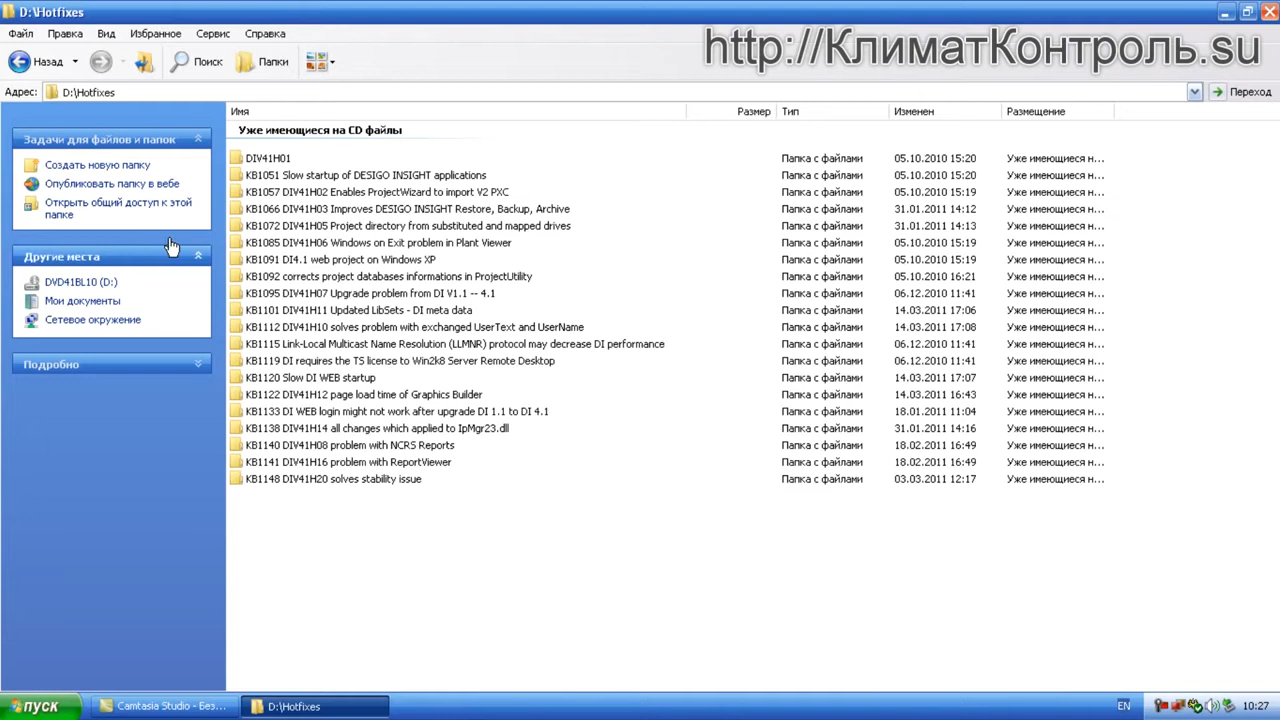 D:\Hotfixes
Файл Правка Вид Избранное Сервис Справка
http://КлиматКонтроль.su
Назад Поиск Папки
Адрес: D:\Hotfixes Переход
Имя Размер Тип Изменен Размещение
Уже имеющиеся на CD файлы
Задачи для файлов и папок
Создать новую папку
Опубликовать папку в вебе
Открыть общий доступ к этой
папке
Другие места
DVD41BL10 (D:)
Мои документы
Сетевое окружение
Подробно
DIV41H01 Папка с файлами 05.10.2010 15:20 Уже имеющиеся н...
KB1051 Slow startup of DESIGO INSIGHT applications Папка с файлами 05.10.2010 15:20 Уже имеющиеся н...
KB1057 DIV41H02 Enables ProjectWizard to import V2 PXC Папка с файлами 05.10.2010 15:19 Уже имеющиеся н...
KB1066 DIV41H03 Improves DESIGO INSIGHT Restore, Backup, Archive Папка с файлами 31.01.2011 14:12 Уже имеющиеся н...
KB1072 DIV41H05 Project directory from substituted and mapped drives Папка с файлами 31.01.2011 14:13 Уже имеющиеся н...
KB1085 DIV41H06 Windows on Exit problem in Plant Viewer Папка с файлами 05.10.2010 15:19 Уже имеющиеся н...
KB1091 DI4.1 web project on Windows XP Папка с файлами 05.10.2010 15:19 Уже имеющиеся н...
KB1092 corrects project databases informations in ProjectUtility Папка с файлами 05.10.2010 16:21 Уже имеющиеся н...
KB1095 DIV41H07 Upgrade problem from DI V1.1 -- 4.1 Папка с файлами 06.12.2010 11:41 Уже имеющиеся н...
KB1101 DIV41H11 Updated LibSets - DI meta data Папка с файлами 14.03.2011 17:06 Уже имеющиеся н...
KB1112 DIV41H10 solves problem with exchanged UserText and UserName Папка с файлами 14.03.2011 17:08 Уже имеющиеся н...
KB1115 Link-Local Multicast Name Resolution (LLMNR) protocol may decrease DI performance Папка с файлами 06.12.2010 11:41 Уже имеющиеся н...
KB1119 DI requires the TS license to Win2k8 Server Remote Desktop Папка с файлами 06.12.2010 11:41 Уже имеющиеся н...
KB1120 Slow DI WEB startup Папка с файлами 14.03.2011 17:07 Уже имеющиеся н...
KB1122 DIV41H12 page load time of Graphics Builder Папка с файлами 14.03.2011 16:43 Уже имеющиеся н...
KB1133 DI WEB login might not work after upgrade DI 1.1 to DI 4.1 Папка с файлами 18.01.2011 11:04 Уже имеющиеся н...
KB1138 DIV41H14 all changes which applied to IpMgr23.dll Папка с файлами 31.01.2011 14:16 Уже имеющиеся н...
KB1140 DIV41H08 problem with NCRS Reports Папка с файлами 18.02.2011 16:49 Уже имеющиеся н...
KB1141 DIV41H16 problem with ReportViewer Папка с файлами 18.02.2011 16:49 Уже имеющиеся н...
KB1148 DIV41H20 solves stability issue Папка с файлами 03.03.2011 12:17 Уже имеющиеся н...
пуск Camtasia Studio - Без... D:\Hotfixes EN 10:27